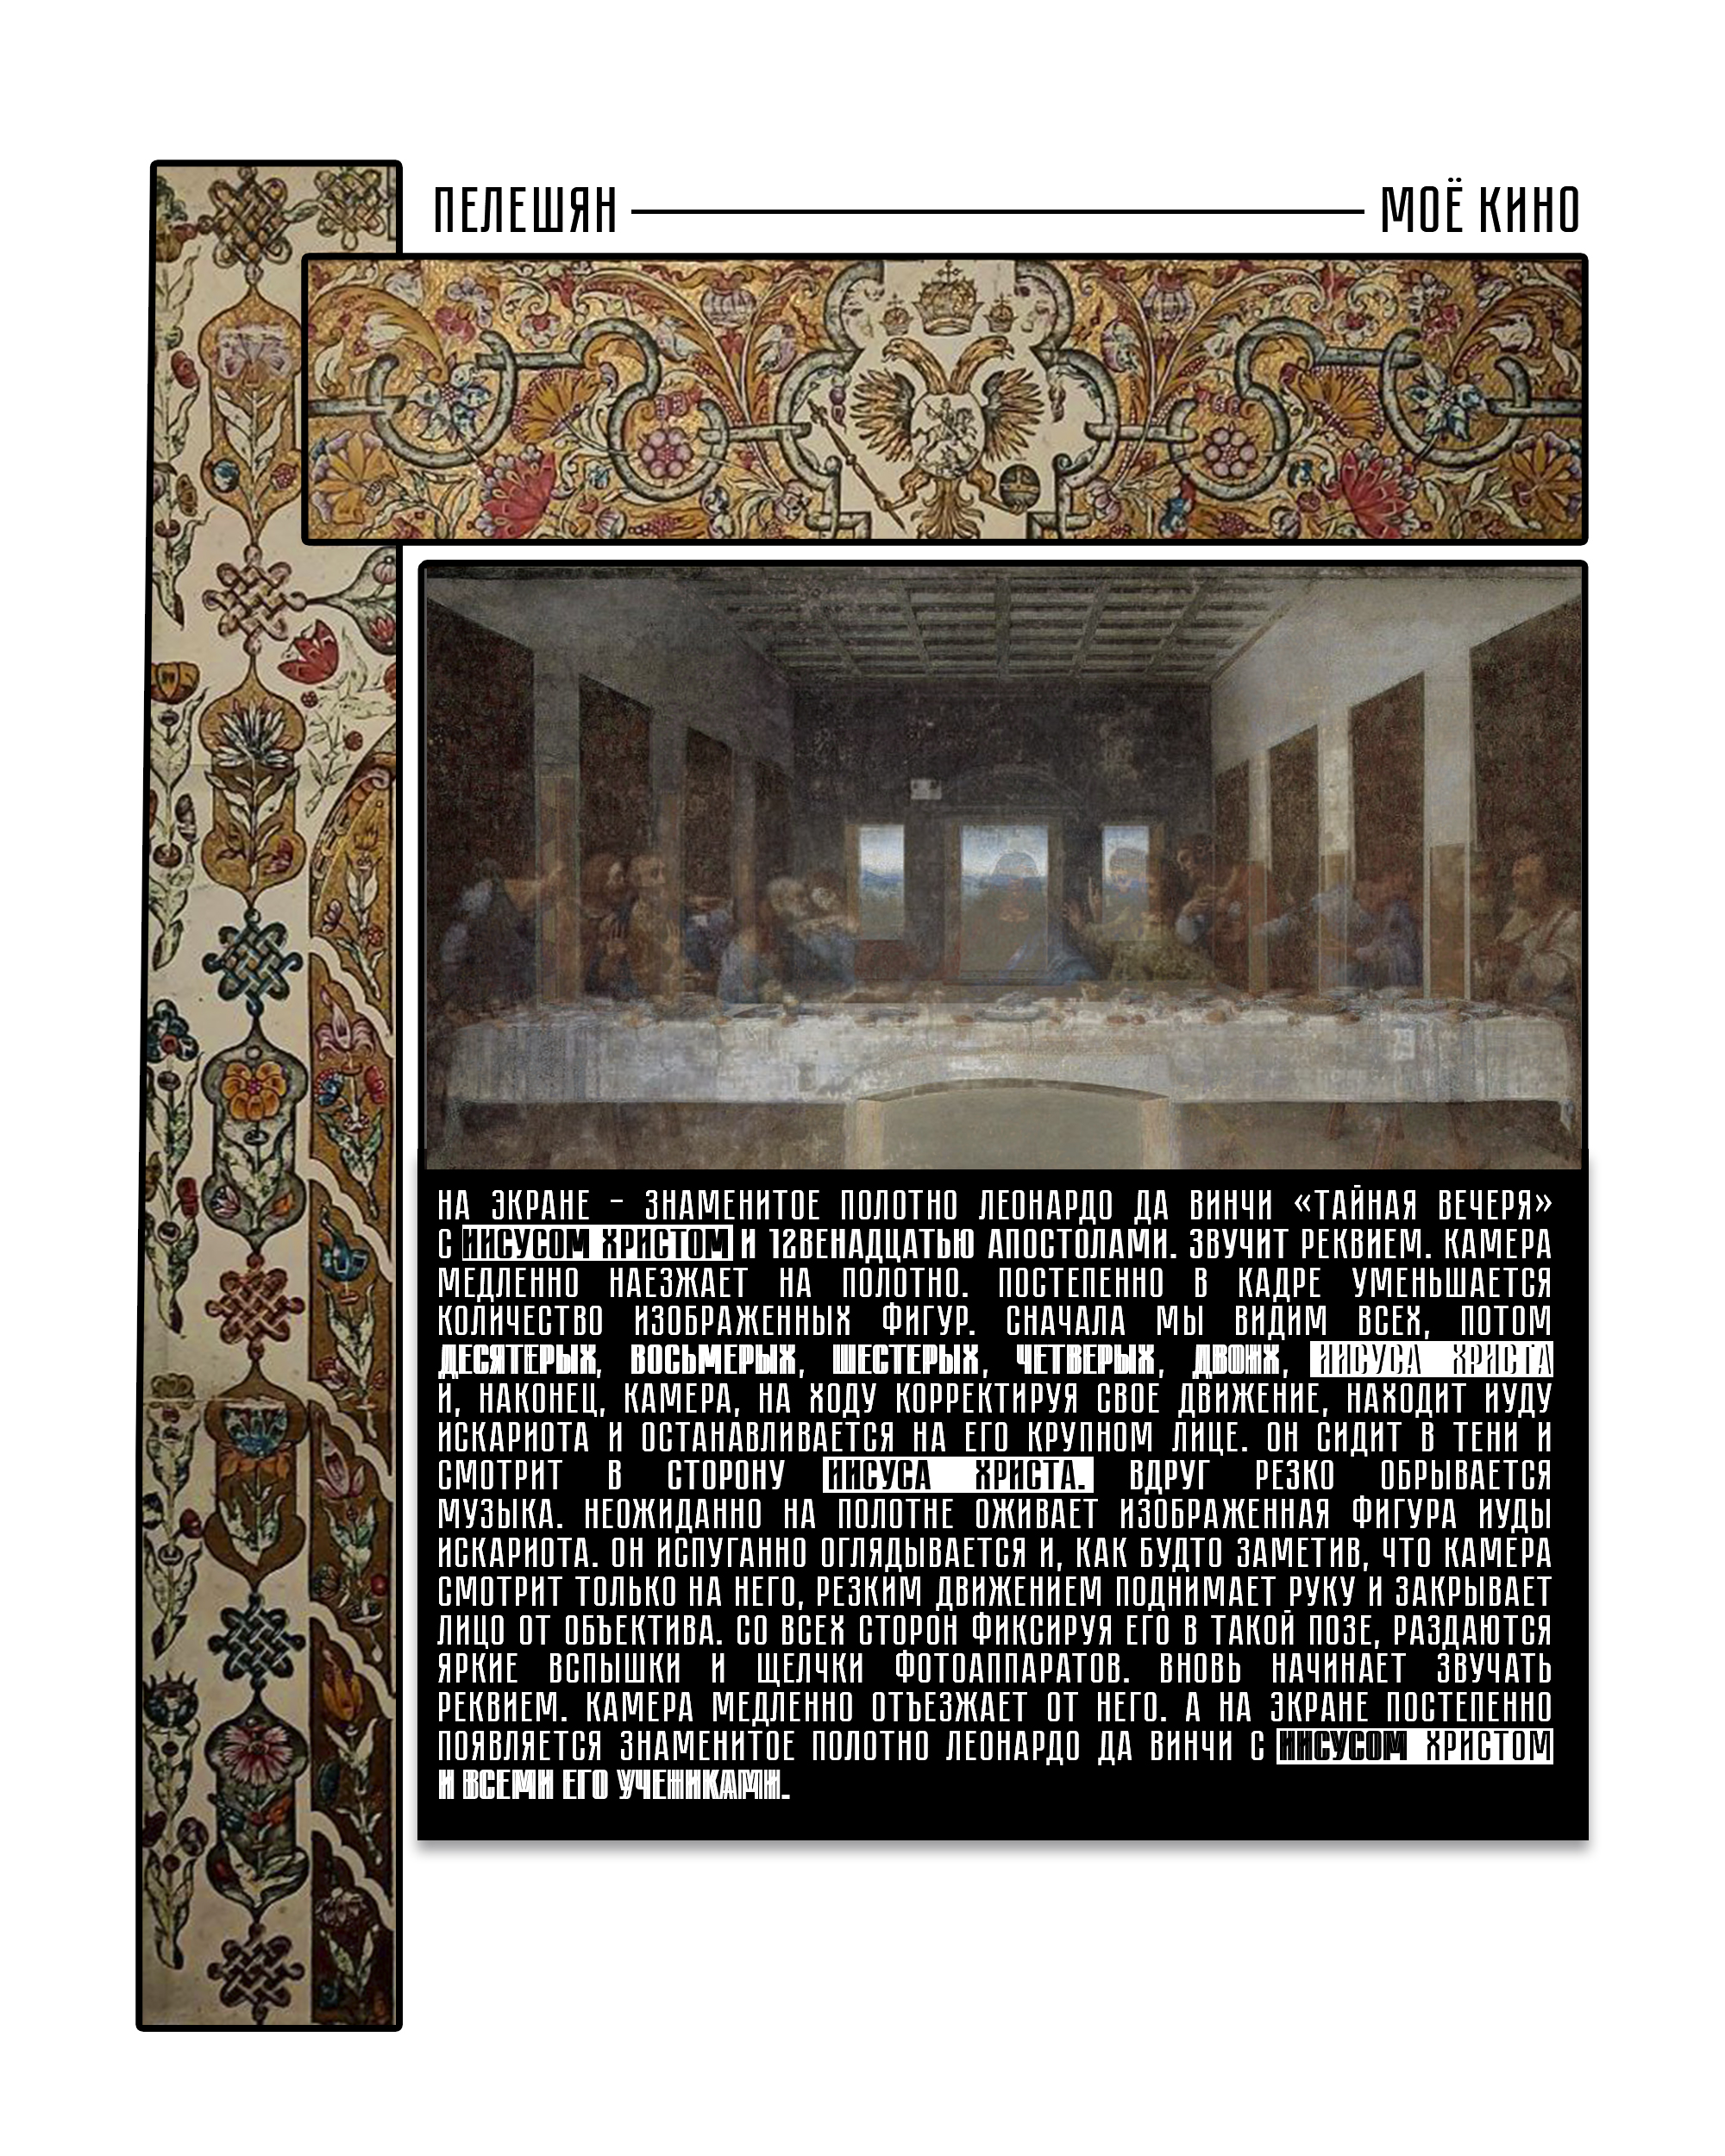 ПЕЛЕШЯН МОЁ КИНО
НА ЭКРАНЕ – ЗНАМЕНИТОЕ ПОЛОТНО ЛЕОНАРДО ДА ВИНЧИ «ТАЙНАЯ ВЕЧЕРЯ»
С ИИСУСОМ ХРИСТОМ И 12ВЕНАДЦАТЬЮ АПОСТОЛАМИ. ЗВУЧИТ РЕКВИЕМ. КАМЕРА
МЕДЛЕННО НАЕЗЖАЕТ НА ПОЛОТНО. ПОСТЕПЕННО В КАДРЕ УМЕНЬШАЕТСЯ
КОЛИЧЕСТВО ИЗОБРАЖЕННЫХ ФИГУР. СНАЧАЛА МЫ ВИДИМ ВСЕХ, ПОТОМ
ДЕСЯТЕРЫХ, ВОСЬМЕРЫХ, ШЕСТЕРЫХ, ЧЕТВЕРЫХ, ДВОИХ, ИИСУСА ХРИСТА
И, НАКОНЕЦ, КАМЕРА, НА ХОДУ КОРРЕКТИРУЯ СВОЕ ДВИЖЕНИЕ, НАХОДИТ ИУДУ
ИСКАРИОТА И ОСТАНАВЛИВАЕТСЯ НА ЕГО КРУПНОМ ЛИЦЕ. ОН СИДИТ В ТЕНИ И
СМОТРИТ В СТОРОНУ ИИСУСА ХРИСТА. ВДРУГ РЕЗКО ОБРЫВАЕТСЯ
МУЗЫКА. НЕОЖИДАННО НА ПОЛОТНЕ ОЖИВАЕТ ИЗОБРАЖЕННАЯ ФИГУРА ИУДЫ
ИСКАРИОТА. ОН ИСПУГАННО ОГЛЯДЫВАЕТСЯ И, КАК БУДТО ЗАМЕТИВ, ЧТО КАМЕРА
СМОТРИТ ТОЛЬКО НА НЕГО, РЕЗКИМ ДВИЖЕНИЕМ ПОДНИМАЕТ РУКУ И ЗАКРЫВАЕТ
ЛИЦО ОТ ОБЪЕКТИВА. СО ВСЕХ СТОРОН ФИКСИРУЯ ЕГО В ТАКОЙ ПОЗЕ, РАЗДАЮТСЯ
ЯРКИЕ ВСПЫШКИ И ЩЕЛЧКИ ФОТОАППАРАТОВ. ВНОВЬ НАЧИНАЕТ ЗВУЧАТЬ
РЕКВИЕМ. КАМЕРА МЕДЛЕННО ОТЪЕЗЖАЕТ ОТ НЕГО. А НА ЭКРАНЕ ПОСТЕПЕННО
ПОЯВЛЯЕТСЯ ЗНАМЕНИТОЕ ПОЛОТНО ЛЕОНАРДО ДА ВИНЧИ С ИИСУСОМ ХРИСТОМ
И ВСЕМИ ЕГО УЧЕНИКАМИ.